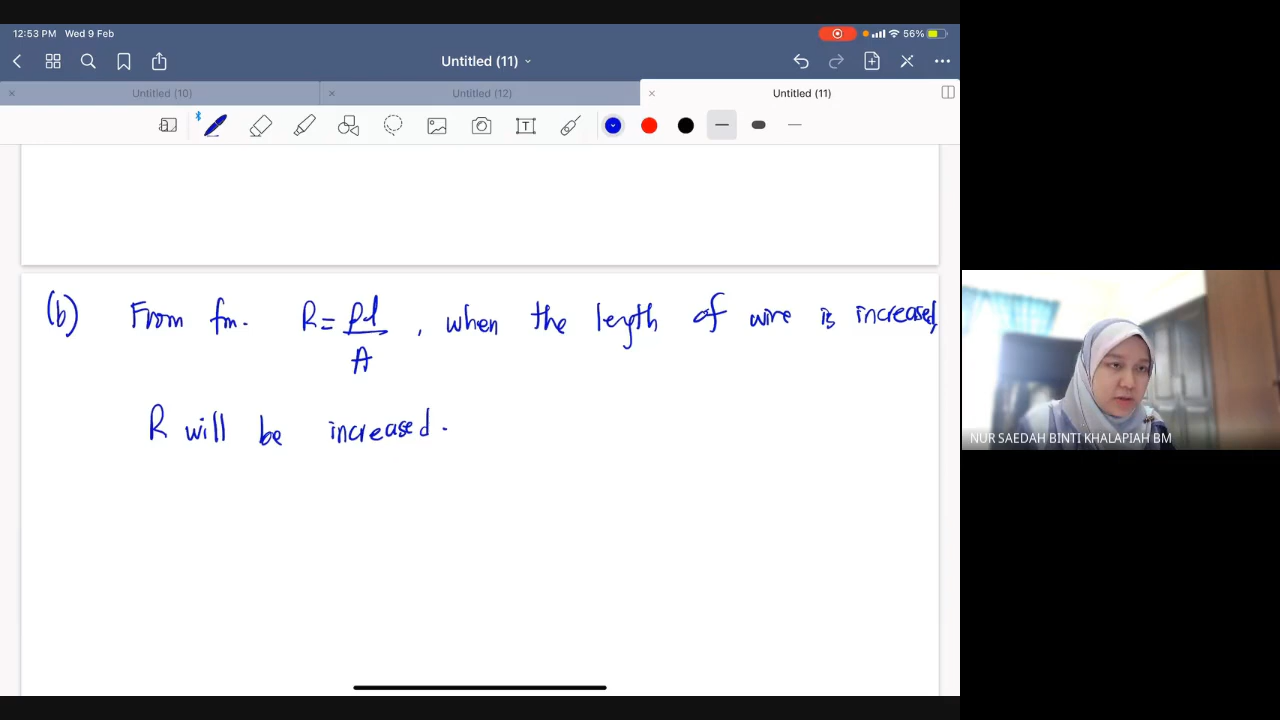 12:53 PM Wed 9 Feb
56%
Untitled (11)
Untitled (10)
Untitled (12)
Untitled (11)
T
(b) From fm. R = ρl / A , when the length of wire is increased,
R will be increased.
NUR SAEDAH BINTI KHALAPIAH BM